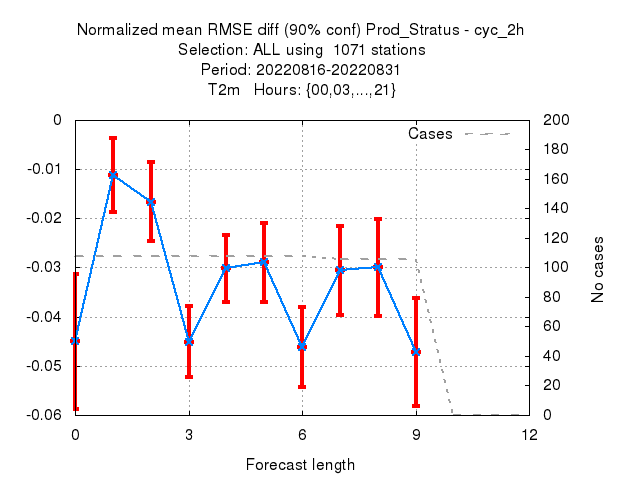 Normalized mean RMSE diff (90% conf) Prod_Stratus - cyc_2h
Selection: ALL using  1071 stations
Period: 20220816-20220831
T2m   Hours: {00,03,...,21}
Cases
0
-0.01
-0.02
-0.03
-0.04
-0.05
-0.06
200
180
160
140
120
100
80
60
40
20
0
No cases
0 3 6 9 12
Forecast length